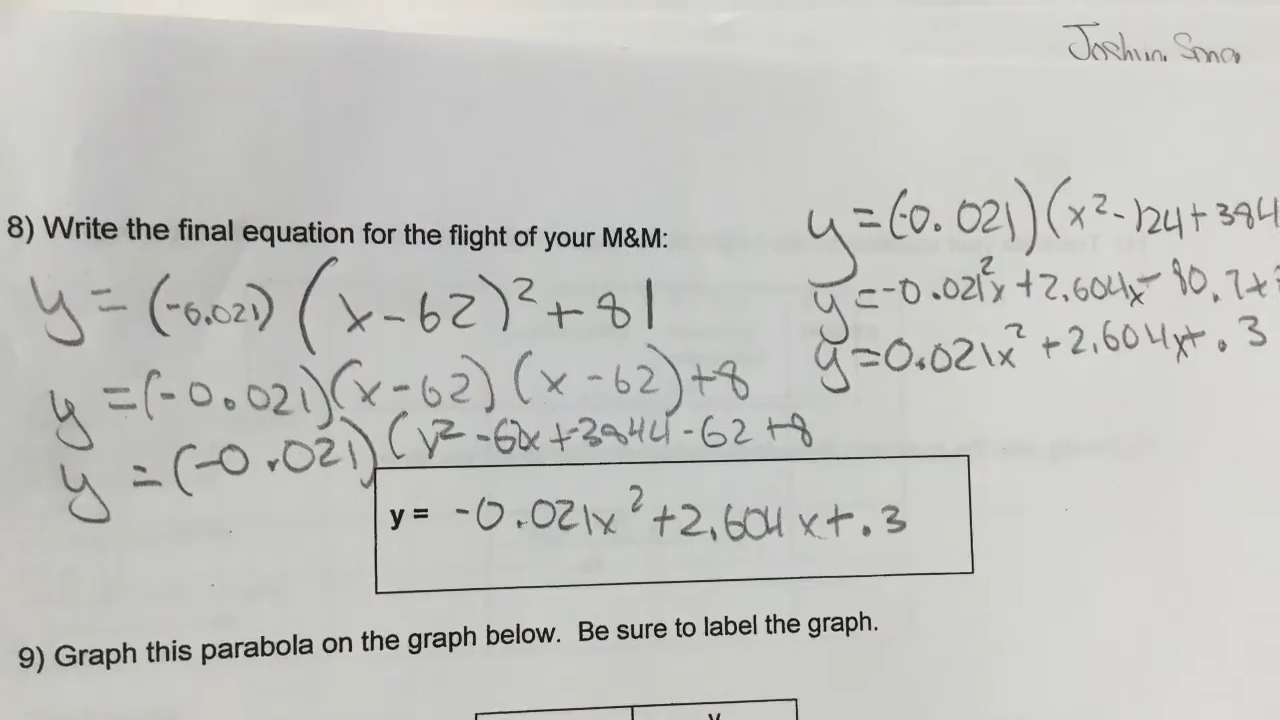 8) Write the final equation for the flight of your M&M:
y = (-0.021) (x - 62)² + 81
y = (-0.021)(x - 62) (x - 62) + 8
y = (-0.021) (x² - 62x + 3844 - 62 + 8
y = -0.021x² + 2.604x + .3
y = (-0.021)(x² - 124 + 384
y = -0.021²x + 2.604x - 80.7+
y = 0.021x² + 2.604x + .3
9) Graph this parabola on the graph below. Be sure to label the graph.
y